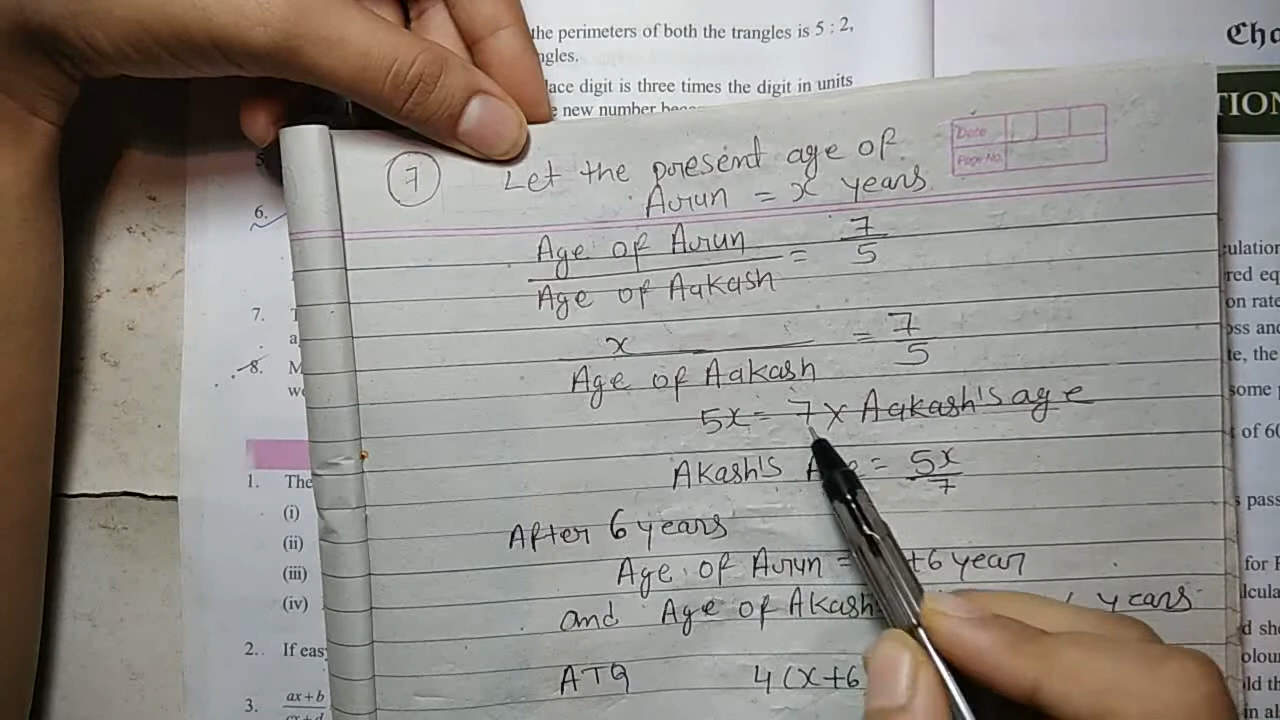 the perimeters of both the trangles is 5 : 2,
ngles.
lace digit is three times the digit in units
new number
Cha
TION
Date
Page No.
7
Let the present age of
Arun = x years
Age of Arun / Age of Aakash = 7/5
x / Age of Aakash = 7/5
5x = 7 x Aakash's age
Akash's = 5x/7
After 6 years
Age of Arun = +6 year
and Age of Akash years
ATQ 4(x+6
5
6.
7.
a
8. M
we
1. The
(i)
(ii)
(iii)
(iv)
2. If eas
3. ax+b
ulation
red eq
on rate
oss and
te, the
some
t of 60
s pass
for
lcula
d sh
olou
ld th
in al